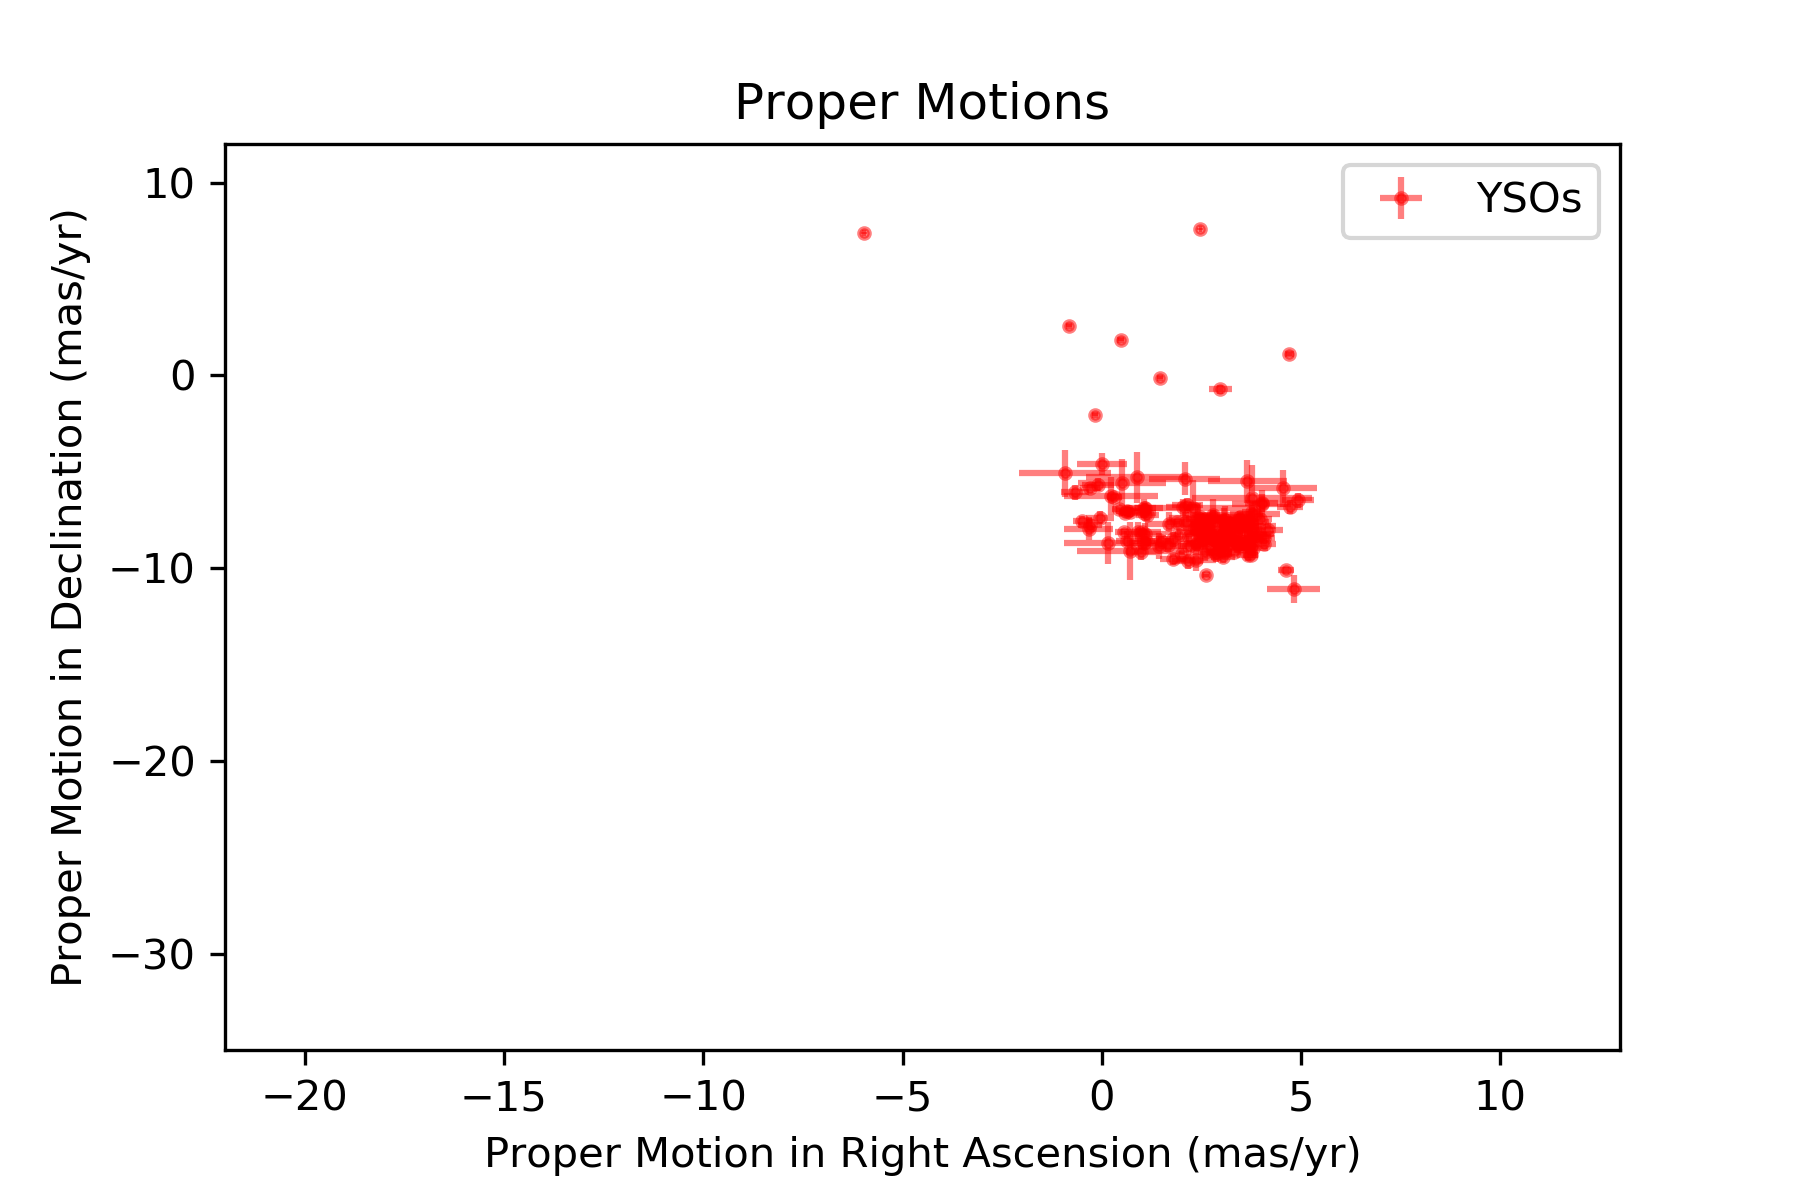 Proper Motions
YSOs
Proper Motion in Declination (mas/yr)
10
0
−10
−20
−30
−20 −15 −10 −5 0 5 10
Proper Motion in Right Ascension (mas/yr)